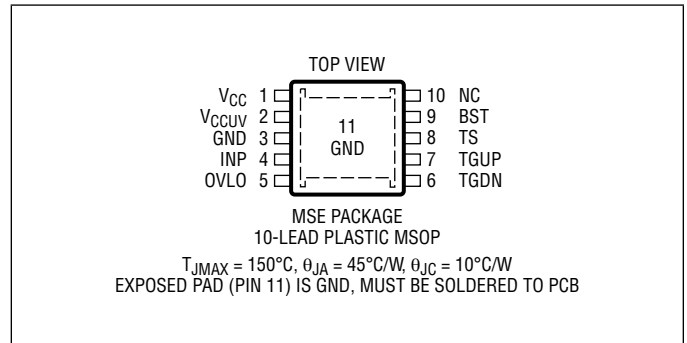 TOP VIEW
VCC 1 10 NC
VCCUV 2 9 BST
GND 3 11 8 TS
INP 4 GND 7 TGUP
OVLO 5 6 TGDN
MSE PACKAGE
10-LEAD PLASTIC MSOP
TJMAX = 150°C, θJA = 45°C/W, θJC = 10°C/W
EXPOSED PAD (PIN 11) IS GND, MUST BE SOLDERED TO PCB